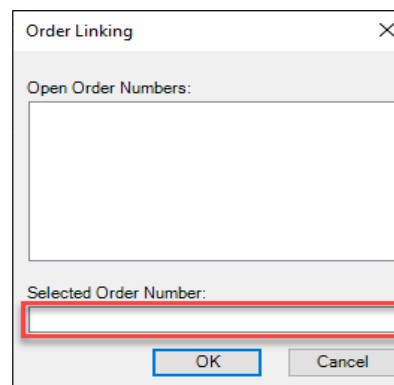 Order Linking
Open Order Numbers:
Selected Order Number:
OK Cancel